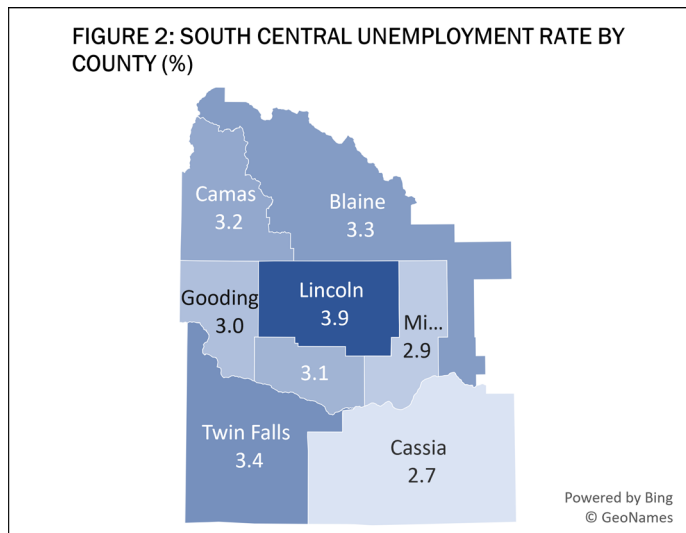 FIGURE 2: SOUTH CENTRAL UNEMPLOYMENT RATE BY
COUNTY (%)
Camas
3.2
Blaine
3.3
Gooding
3.0
Lincoln
3.9
Mi...
2.9
3.1
Twin Falls
3.4
Cassia
2.7
Powered by Bing
© GeoNames